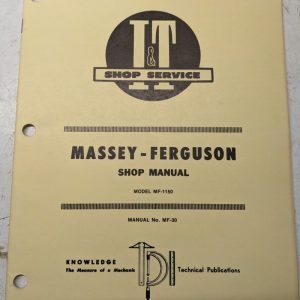 I&T
SHOP SERVICE
MASSEY-FERGUSON
SHOP MANUAL
MODEL MF-1150
MANUAL No. MF-30
KNOWLEDGE
The Measure of a Mechanic
TP
Technical Publications